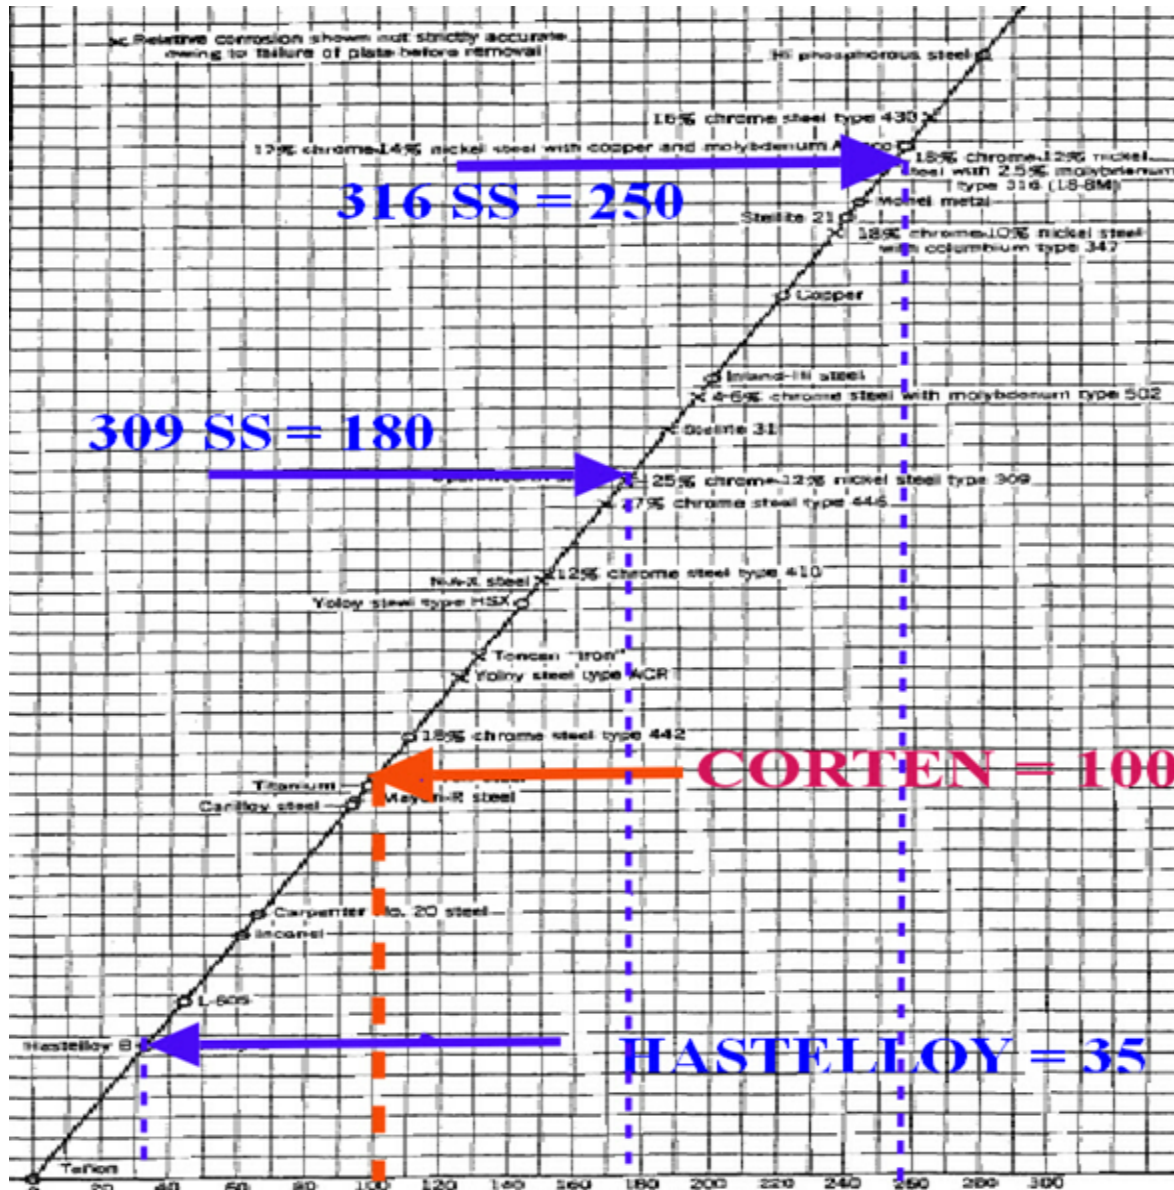 Relative corrosion shown not strictly accurate
owing to failure of plate before removal
Hi phosphorous steel
16% chrome steel type 430
17% chrome-14% nickel steel with copper and molybdenum
18% chrome-12% nickel
steel with 2.5% molybdenum
type 316 (18-8M)
316 SS = 250
Monel metal
Stellite 21
18% chrome-10% nickel steel
with columbium type 347
Copper
Inland-Hi steel
4-6% chrome steel with molybdenum type 502
309 SS = 180
Stellite 31
25% chrome-12% nickel steel type 309
27% chrome steel type 446
N-A-X steel
12% chrome steel type 410
Yoloy steel type HSX
Toncan "iron"
Yoloy steel type ACR
18% chrome steel type 442
CORTEN = 100
Titanium
steel
Mayari-R steel
Carilloy steel
Carpenter No. 20 steel
Inconel
L-605
Hastelloy B
HASTELLOY = 35
Teflon
0 20 40 60 80 100 120 140 160 180 200 220 240 260 280 300